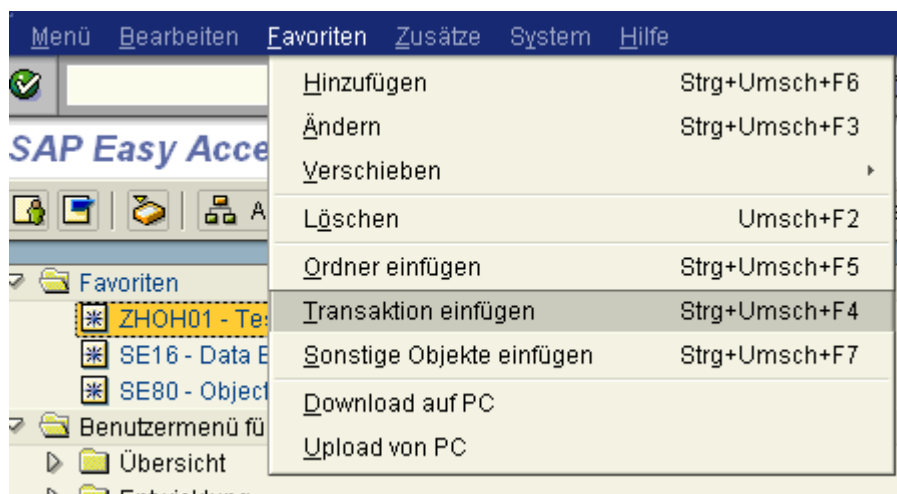 Menü Bearbeiten Favoriten Zusätze System Hilfe
Hinzufügen Strg+Umsch+F6
Ändern Strg+Umsch+F3
Verschieben
Löschen Umsch+F2
Ordner einfügen Strg+Umsch+F5
Transaktion einfügen Strg+Umsch+F4
Sonstige Objekte einfügen Strg+Umsch+F7
Download auf PC
Upload von PC
SAP Easy Acce
A
Favoriten
ZHOH01 - Te
SE16 - Data B
SE80 - Object
Benutzermenü fü
Übersicht